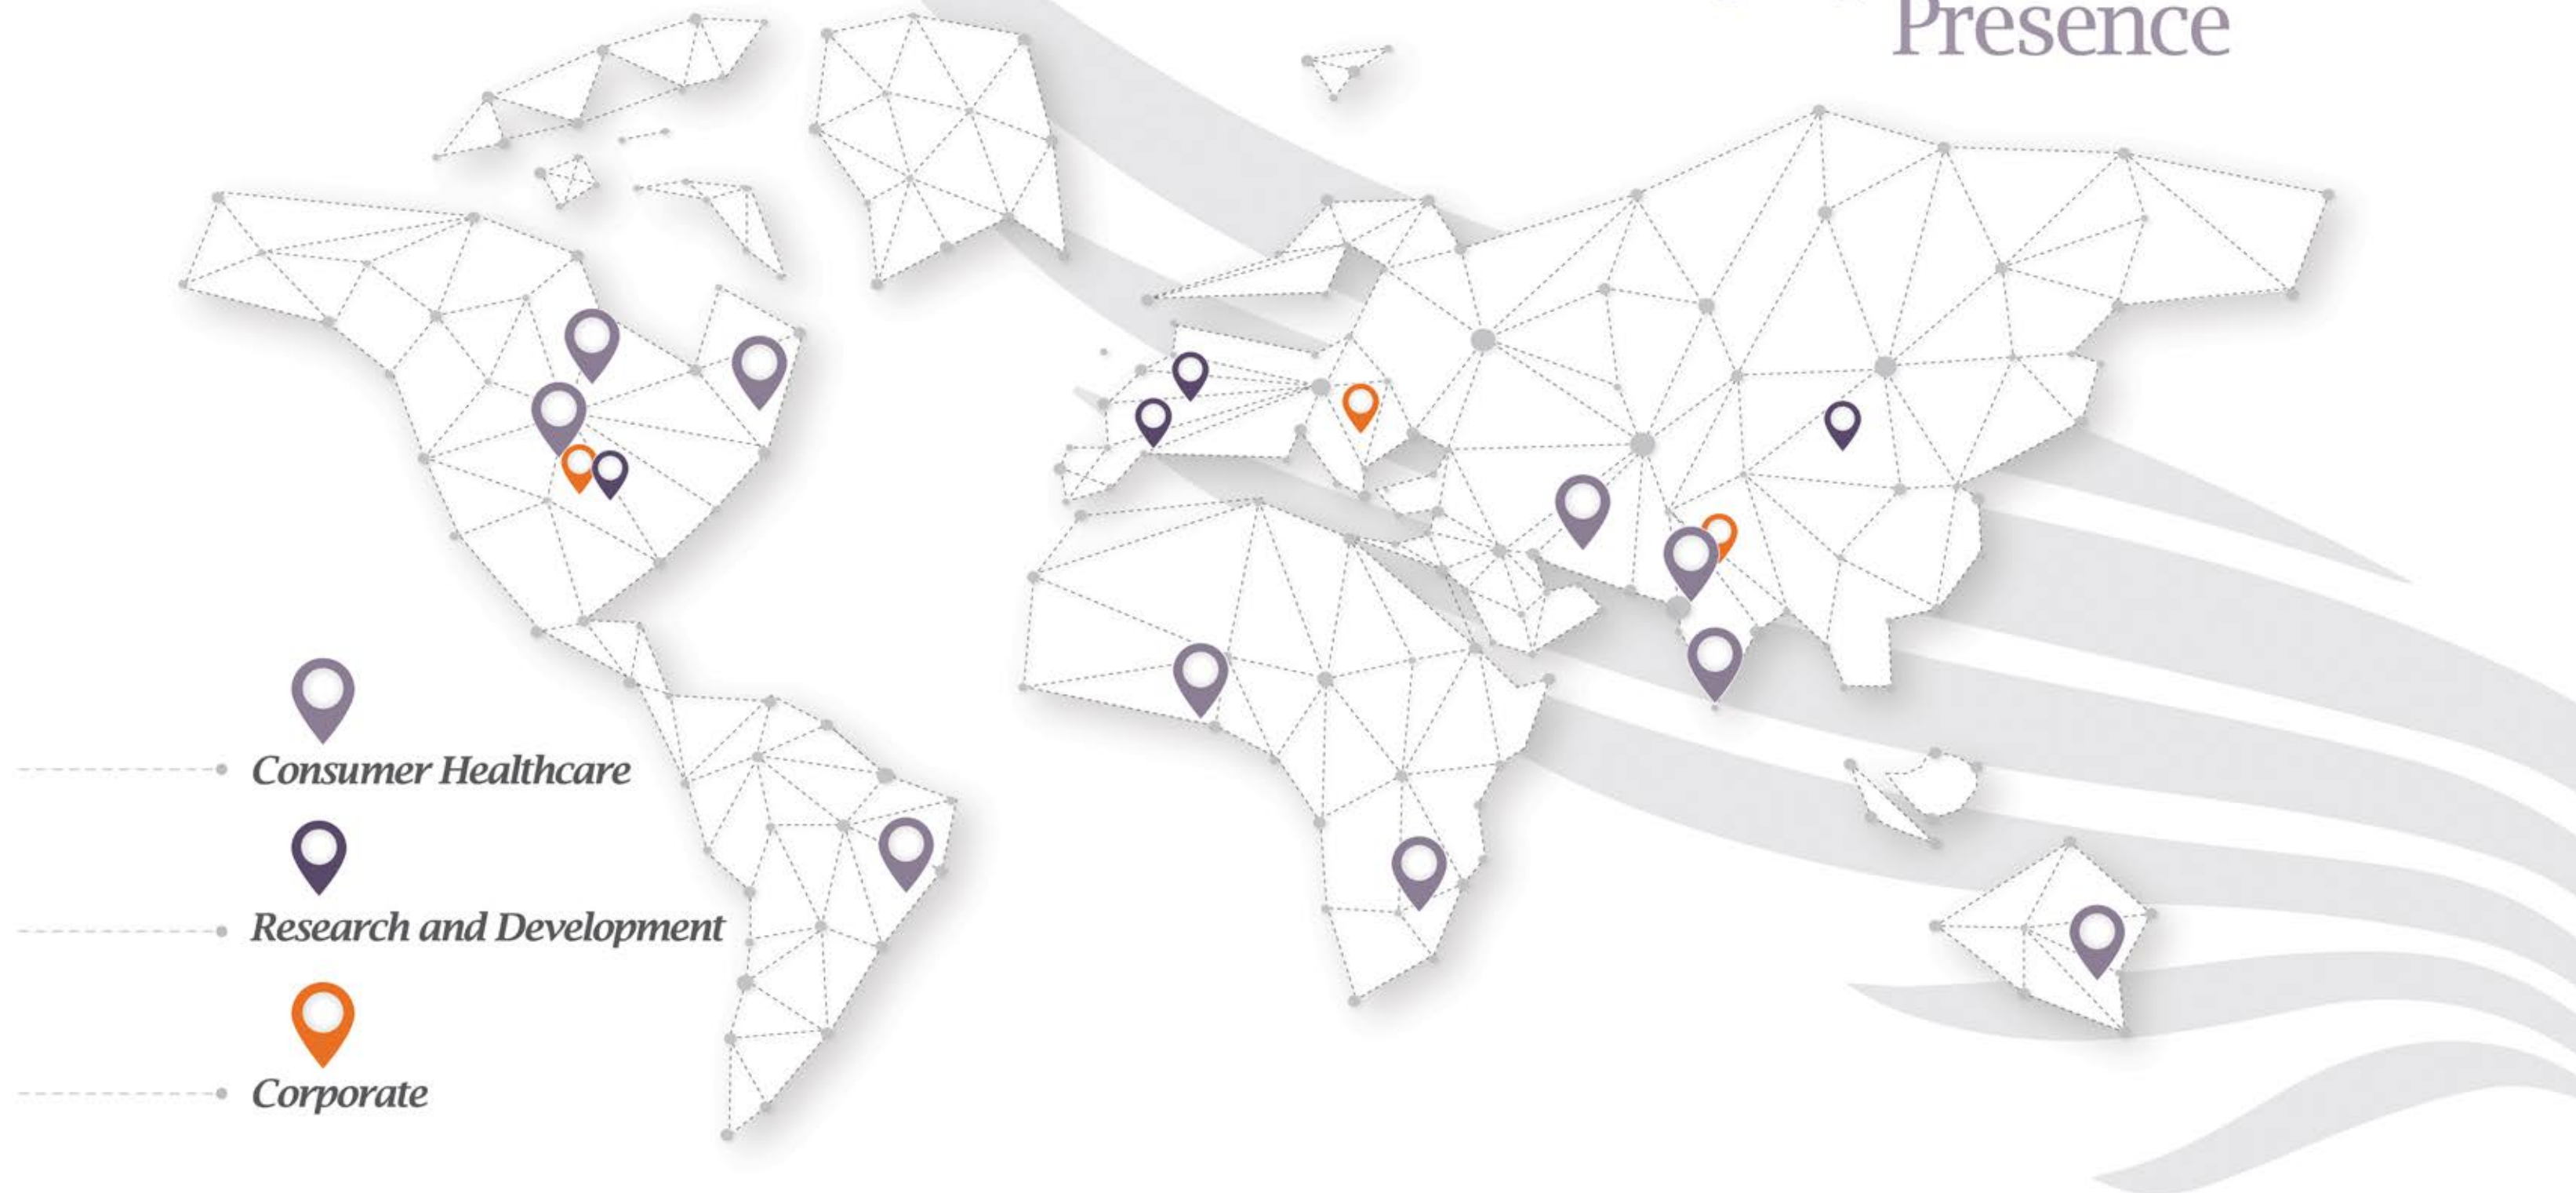 Presence
Consumer Healthcare
Research and Development
Corporate